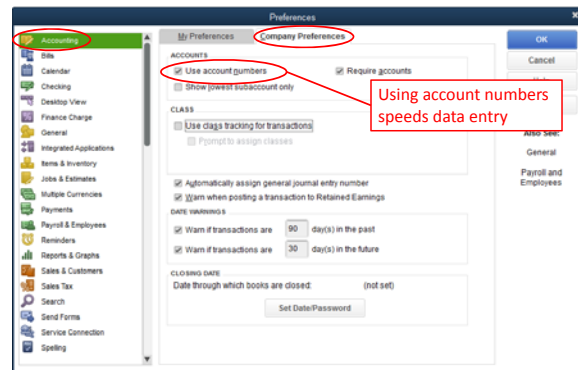 Preferences
Accounting
Bills
Calendar
Checking
Desktop View
Finance Charge
General
Integrated Applications
Items & Inventory
Jobs & Estimates
Multiple Currencies
Payments
Payroll & Employees
Reminders
Reports & Graphs
Sales & Customers
Sales Tax
Search
Send Forms
Service Connection
Spelling
My Preferences Company Preferences
ACCOUNTS
Use account numbers Require accounts
Show lowest subaccount only
CLASS
Use class tracking for transactions
Prompt to assign classes
Automatically assign general journal entry number
Warn when posting a transaction to Retained Earnings
DATE WARNINGS
Warn if transactions are 90 day(s) in the past
Warn if transactions are 30 day(s) in the future
CLOSING DATE
Date through which books are closed: (not set)
Set Date/Password
Using account numbers
speeds data entry
OK
Cancel
Also See:
General
Payroll and
Employees